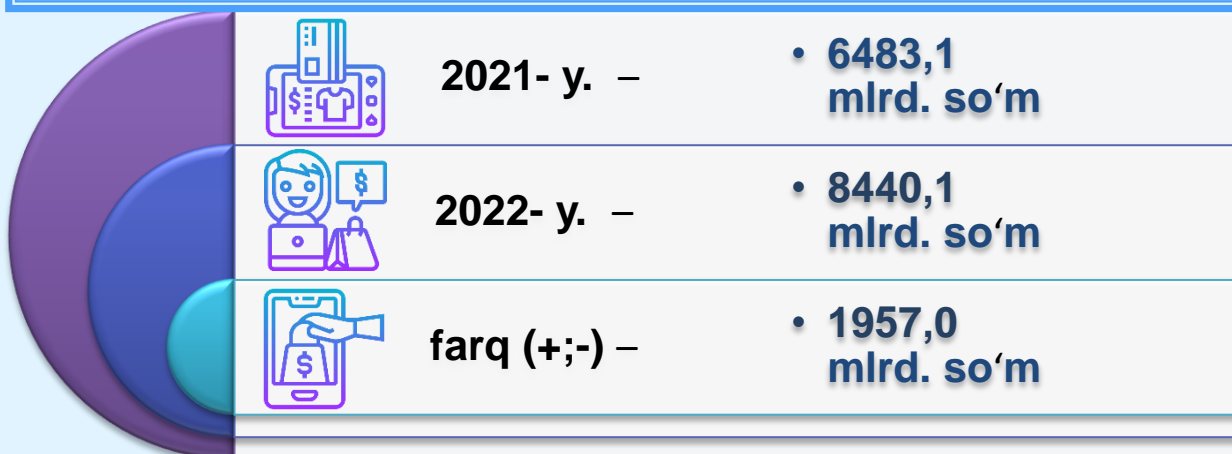 2021- y. –
• 6483,1
mlrd. so‘m
2022- y. –
• 8440,1
mlrd. so‘m
farq (+;-) –
• 1957,0
mlrd. so‘m